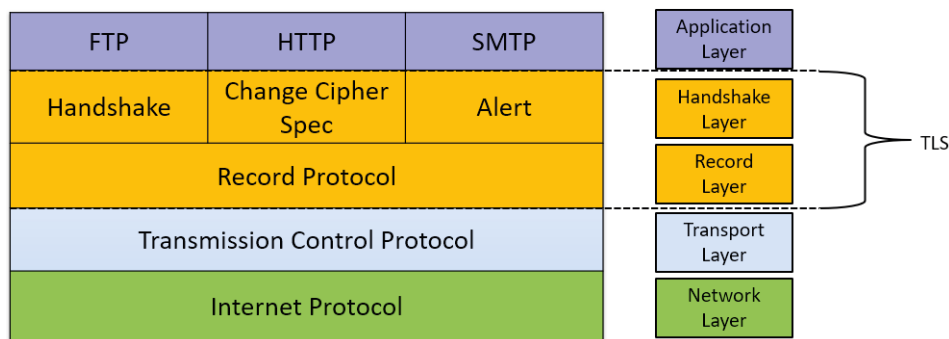 FTP
HTTP
SMTP
Application
Layer
Handshake
Change Cipher
Spec
Alert
Handshake
Layer
TLS
Record Protocol
Record
Layer
Transmission Control Protocol
Transport
Layer
Internet Protocol
Network
Layer